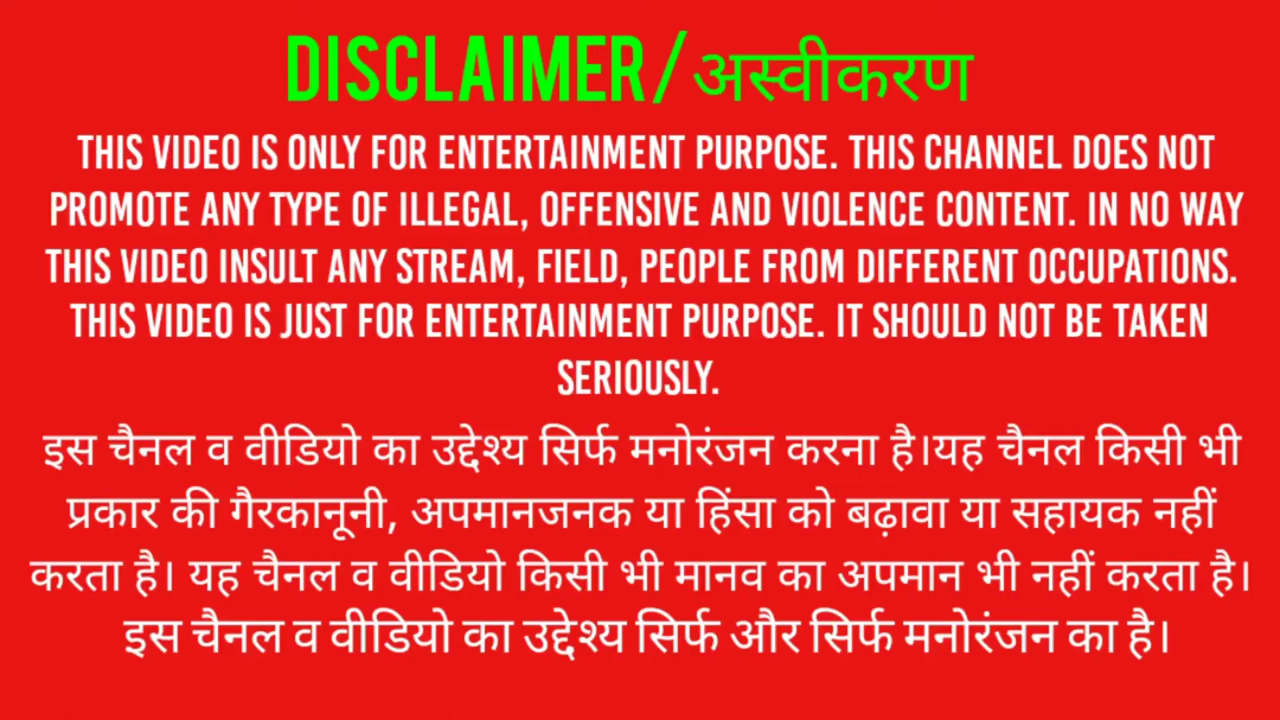 DISCLAIMER/अस्वीकरण
THIS VIDEO IS ONLY FOR ENTERTAINMENT PURPOSE. THIS CHANNEL DOES NOT
PROMOTE ANY TYPE OF ILLEGAL, OFFENSIVE AND VIOLENCE CONTENT. IN NO WAY
THIS VIDEO INSULT ANY STREAM, FIELD, PEOPLE FROM DIFFERENT OCCUPATIONS.
THIS VIDEO IS JUST FOR ENTERTAINMENT PURPOSE. IT SHOULD NOT BE TAKEN
SERIOUSLY.
इस चैनल व वीडियो का उद्देश्य सिर्फ मनोरंजन करना है।यह चैनल किसी भी
प्रकार की गैरकानूनी, अपमानजनक या हिंसा को बढ़ावा या सहायक नहीं
करता है। यह चैनल व वीडियो किसी भी मानव का अपमान भी नहीं करता है।
इस चैनल व वीडियो का उद्देश्य सिर्फ और सिर्फ मनोरंजन का है।